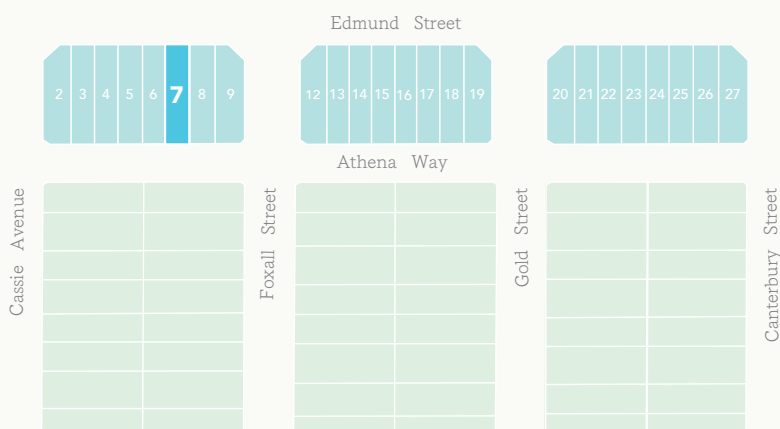 Edmund Street
2 3 4 5 6 7 8 9
12 13 14 15 16 17 18 19
20 21 22 23 24 25 26 27
Athena Way
Cassie Avenue
Foxall Street
Gold Street
Canterbury Street